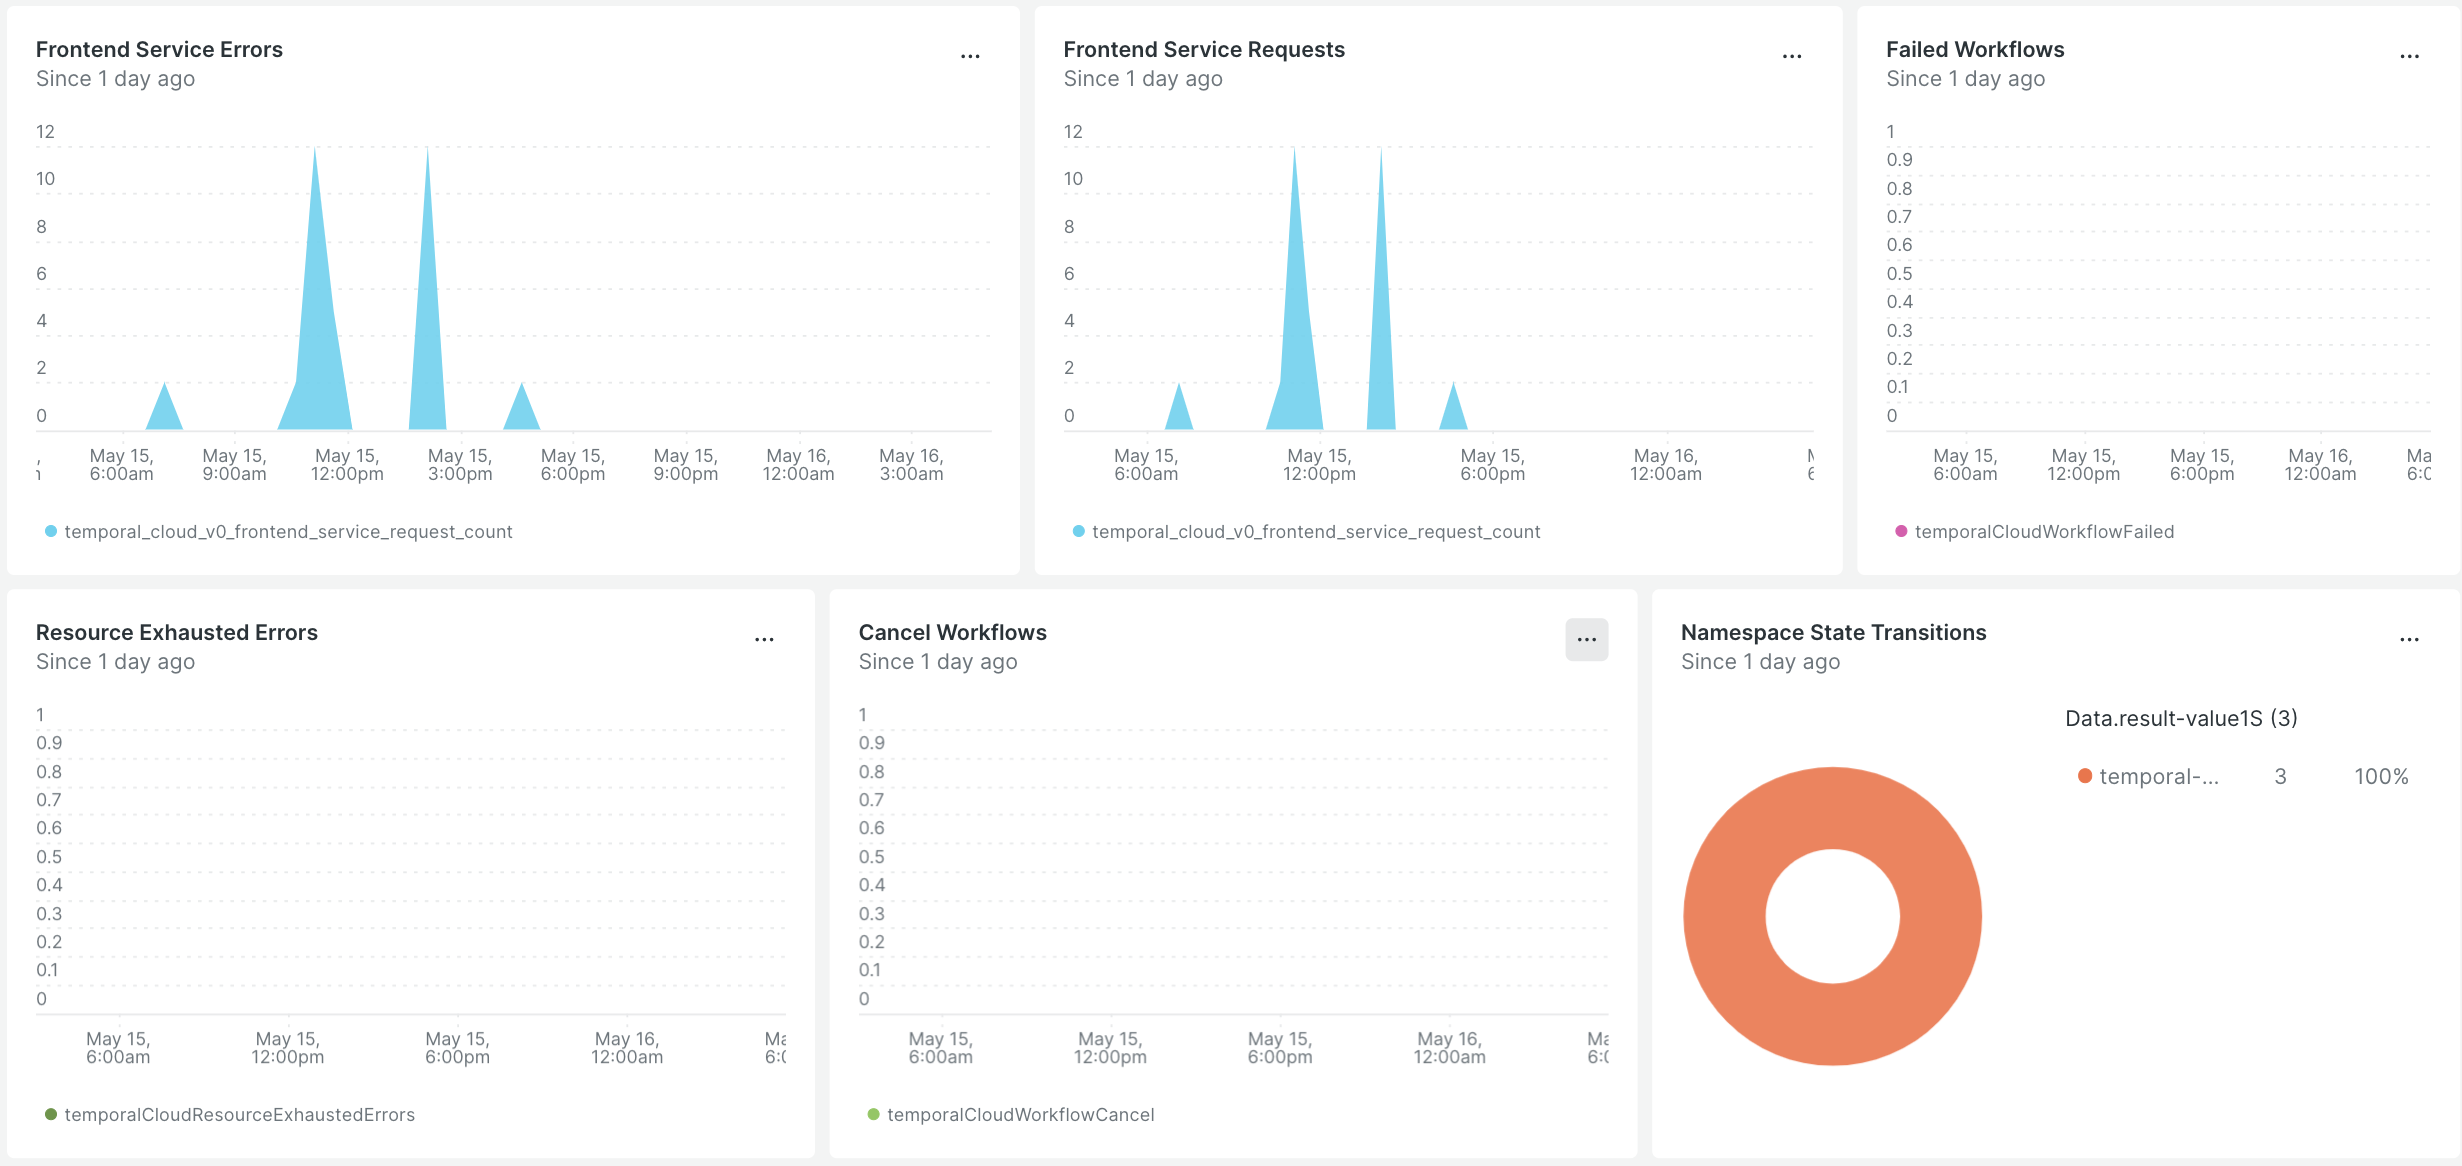 Frontend Service Errors
...
Since 1 day ago
12
10
8
6
4
2
0
May 15,
6:00am
May 15,
9:00am
May 15,
12:00pm
May 15,
3:00pm
May 15,
6:00pm
May 15,
9:00pm
May 16,
12:00am
May 16,
3:00am
temporal_cloud_v0_frontend_service_request_count
Frontend Service Requests
...
Since 1 day ago
12
10
8
6
4
2
0
May 15,
6:00am
May 15,
12:00pm
May 15,
6:00pm
May 16,
12:00am
temporal_cloud_v0_frontend_service_request_count
Failed Workflows
...
Since 1 day ago
1
0.9
0.8
0.7
0.6
0.5
0.4
0.3
0.2
0.1
0
May 15,
6:00am
May 15,
12:00pm
May 15,
6:00pm
May 16,
12:00am
Ma
temporalCloudWorkflowFailed
Resource Exhausted Errors
...
Since 1 day ago
1
0.9
0.8
0.7
0.6
0.5
0.4
0.3
0.2
0.1
0
May 15,
6:00am
May 15,
12:00pm
May 15,
6:00pm
May 16,
12:00am
Ma
temporalCloudResourceExhaustedErrors
Cancel Workflows
...
Since 1 day ago
1
0.9
0.8
0.7
0.6
0.5
0.4
0.3
0.2
0.1
0
May 15,
6:00am
May 15,
12:00pm
May 15,
6:00pm
May 16,
12:00am
Ma
temporalCloudWorkflowCancel
Namespace State Transitions
...
Since 1 day ago
Data.result-value1S (3)
temporal-... 3 100%